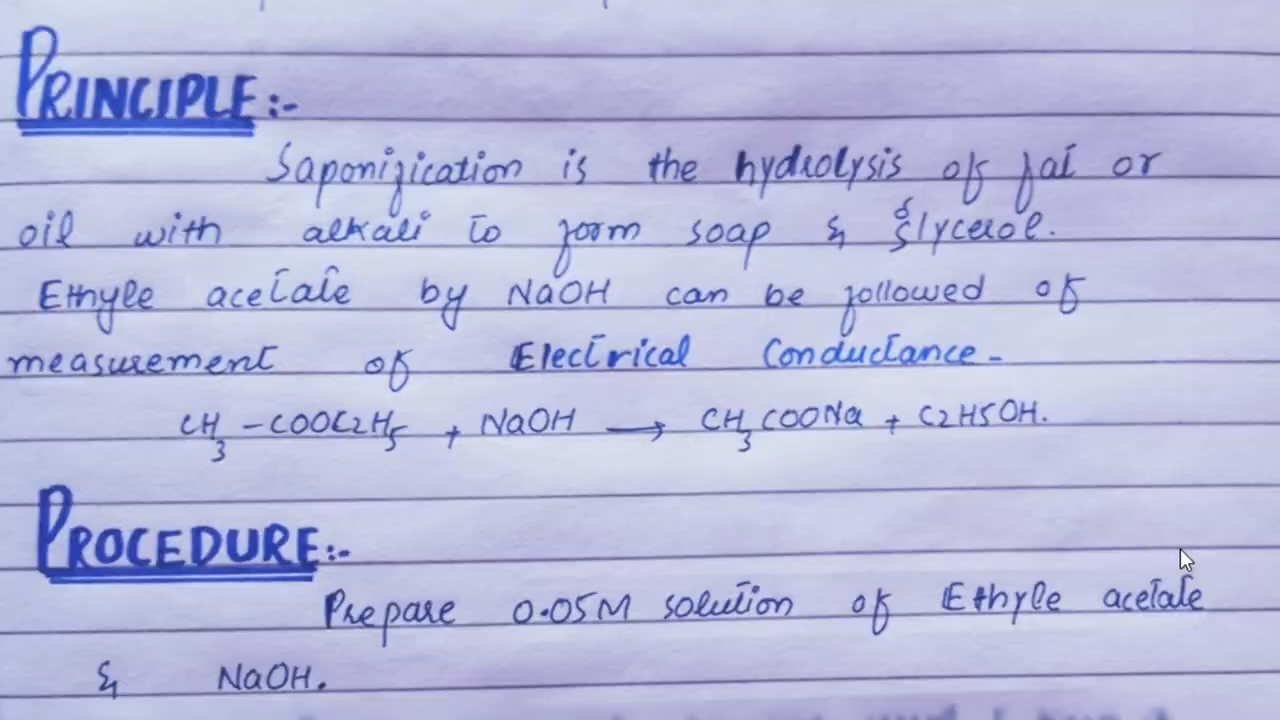 PRINCIPLE:-
Saponification is the hydrolysis of fat or
oil with alkali to form soap & Glycerol.
Ethyle acetate by NaOH can be followed of
measurement of Electrical Conductance-
CH3-COOC2H5 + NaOH → CH3COONa + C2H5OH.
PROCEDURE:-
Prepare 0.05M solution of Ethyle acetate
& NaOH.